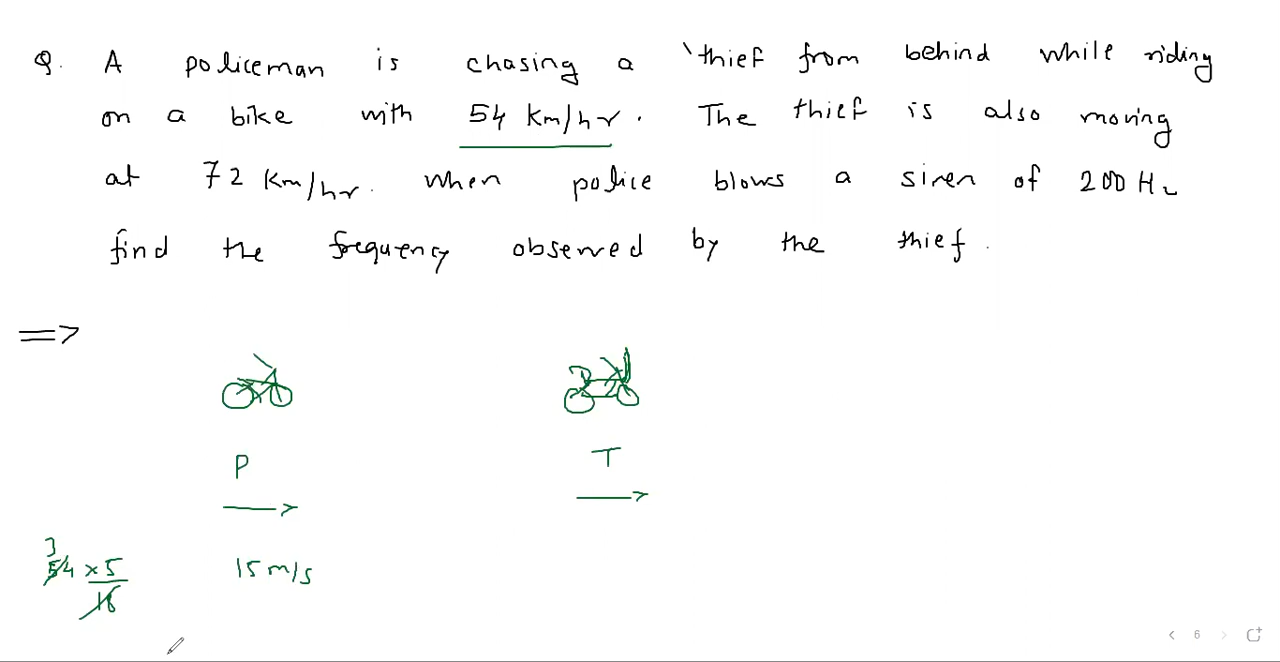 Q. A policeman is chasing a thief from behind while riding
on a bike with 54 Km/hr. The thief is also moving
at 72 Km/hr. When police blows a siren of 200 Hz
find the frequency observed by the thief.
=>
P T
3
54 × 5 15 m/s
18
6